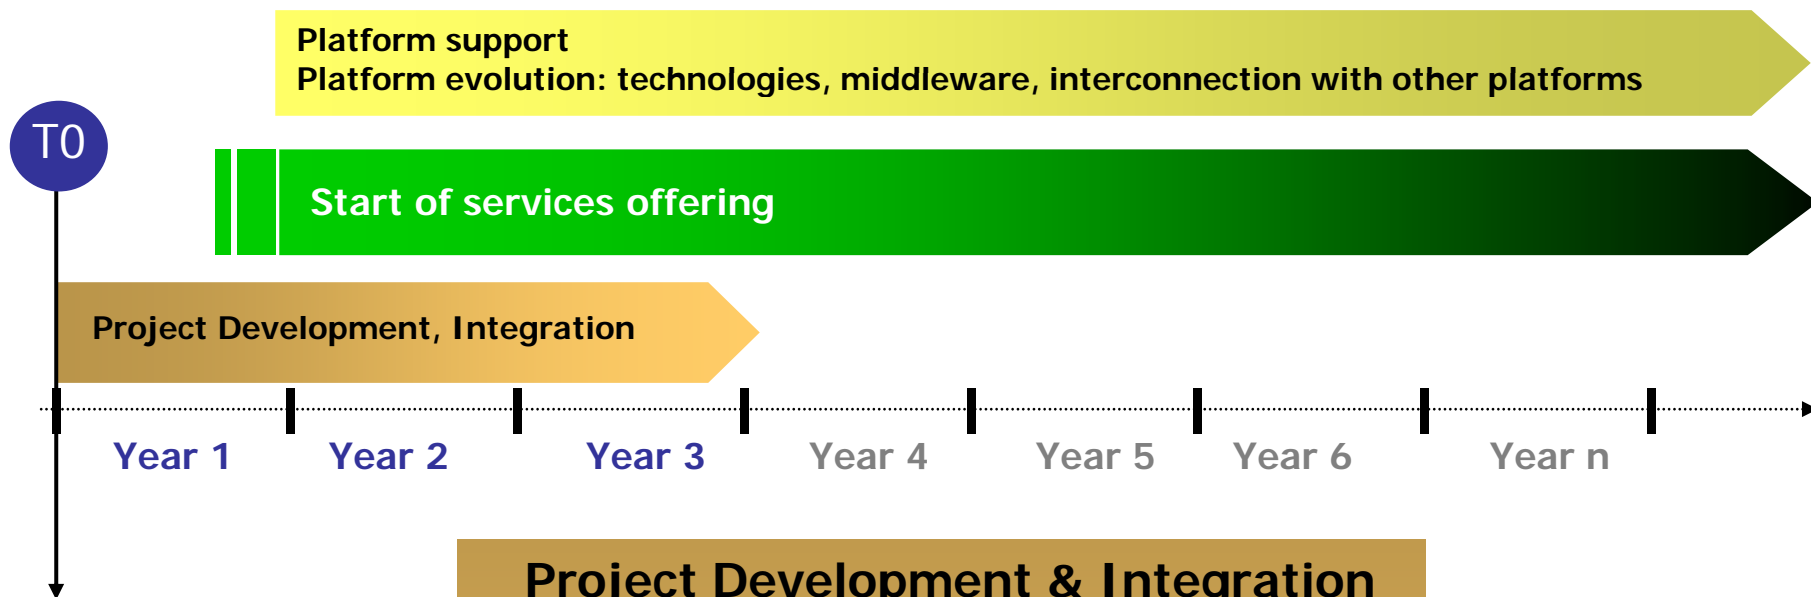 Platform support
Platform evolution: technologies, middleware, interconnection with other platforms
T0
Start of services offering
Project Development, Integration
Year 1 Year 2 Year 3 Year 4 Year 5 Year 6 Year n
Project Development & Integration